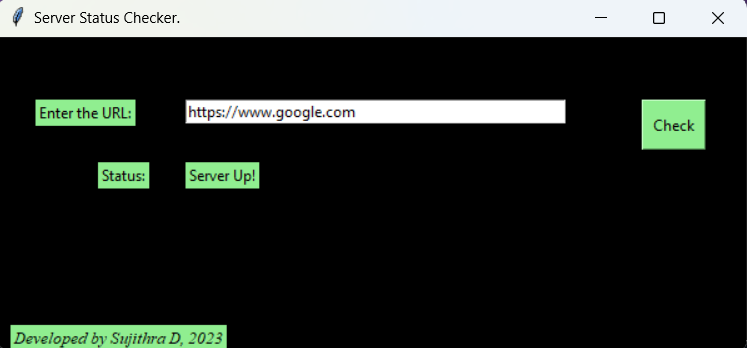 Server Status Checker.
Enter the URL: https://www.google.com Check
Status: Server Up!
Developed by Sujithra D, 2023